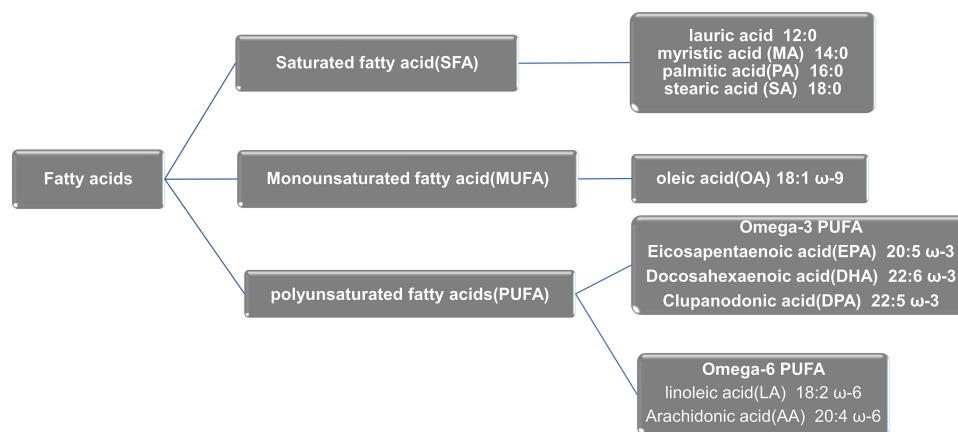 Fatty acids
Saturated fatty acid(SFA)
lauric acid 12:0
myristic acid (MA) 14:0
palmitic acid(PA) 16:0
stearic acid (SA) 18:0
Monounsaturated fatty acid(MUFA)
oleic acid(OA) 18:1 ω-9
polyunsaturated fatty acids(PUFA)
Omega-3 PUFA
Eicosapentaenoic acid(EPA) 20:5 ω-3
Docosahexaenoic acid(DHA) 22:6 ω-3
Clupanodonic acid(DPA) 22:5 ω-3
Omega-6 PUFA
linoleic acid(LA) 18:2 ω-6
Arachidonic acid(AA) 20:4 ω-6